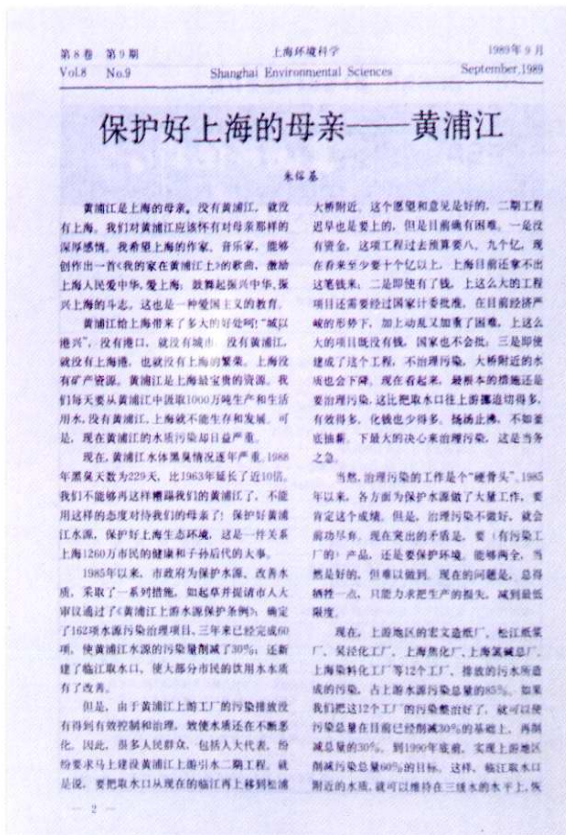 第8卷 第9期
上海环境科学
1989年9月
Vol.8 No.9
Shanghai Environmental Sciences
September,1989
保护好上海的母亲——黄浦江
朱镕基
黄浦江是上海的母亲。没有黄浦江，就没
有上海。我们对黄浦江应该怀有对母亲那样的
深厚感情。我希望上海的作家、音乐家，能够
创作出一首《我的家在黄浦江上》的歌曲，激励
上海人民爱中华，爱上海；鼓舞起振兴中华、振
兴上海的斗志。这也是一种爱国主义的教育。
黄浦江给上海带来了多大的好处呵！“城以
港兴”，没有港口，就没有城市。没有黄浦江，
就没有上海港，也就没有上海的繁荣。上海没
有矿产资源。黄浦江是上海最宝贵的资源。我
们每天要从黄浦江中汲取1000万吨生产和生活
用水，没有黄浦江，上海就不能生存和发展。可
是，现在黄浦江的水质污染却日益严重。
现在，黄浦江水体黑臭情况逐年严重。1988
年黑臭天数为229天，比1963年延长了近10倍。
我们不能够再这样糟蹋我们的黄浦江了，不能
用这样的态度对待我们的母亲了！保护好黄浦
江水源，保护好上海生态环境，这是一件关系
上海1260万市民的健康和子孙后代的大事。
1985年以来，市政府为保护水源、改善水
质，采取了一系列措施，如起草并提请市人大
审议通过了《黄浦江上游水源保护条例》；确定
了162项水源污染治理项目，三年来已经完成60
项，使黄浦江水源的污染量削减了30%；还新
建了临江取水口，使大部分市民的饮用水水质
有了改善。
但是，由于黄浦江上游工厂的污染排放没
有得到有效控制和治理，致使水质还在不断恶
化。因此，很多人民群众，包括人大代表，纷
纷要求马上建设黄浦江上游引水二期工程。就
是说，要把取水口从现在的临江再上移到松浦
大桥附近。这个愿望和意见是好的，二期工程
迟早也是要上的，但是目前确有困难。一是没
有资金，这项工程过去预算要八、九个亿，现
在看来至少要十个亿以上，上海目前还拿不出
这笔钱来；二是即使有了钱，上这么大的工程
项目还需要经过国家计委批准，在目前经济严
峻的形势下，加上动乱又加重了困难，上这么
大的项目既没有钱，国家也不会批；三是即使
建成了这个工程，不治理污染，大桥附近的水
质也会下降。现在看起来，最根本的措施还是
要治理污染，这比把取水口往上游挪迫切得多，
有效得多，化钱也少得多。扬汤止沸，不如釜
底抽薪，下最大的决心来治理污染，这是当务
之急。
当然，治理污染的工作是个“硬骨头”。1985
年以来，各方面为保护水源做了大量工作，要
肯定这个成绩。但是，治理污染不做好，就会
前功尽弃。现在突出的矛盾是，要（有污染工
厂的）产品，还是要保护环境。能够两全，当
然是好的，但难以做到。现在的问题是，总得
牺牲一点，只能力求把生产的损失，减到最低
限度。
现在，上游地区的宏文造纸厂、松江纸浆
厂、吴泾化工厂、上海焦化厂、上海氯碱总厂、
上海染料化工厂等12个工厂，排放的污水所造
成的污染，占上游水源污染总量的85%。如果
我们把这12个工厂的污染整治好了，就可以使
污染总量在目前已经削减30%的基础上，再削
减总量的30%。到1990年底前，实现上游地区
削减污染总量60%的目标。这样，临江取水口
附近的水质，就可以维持在三级水的水平上，恢
— 2 —